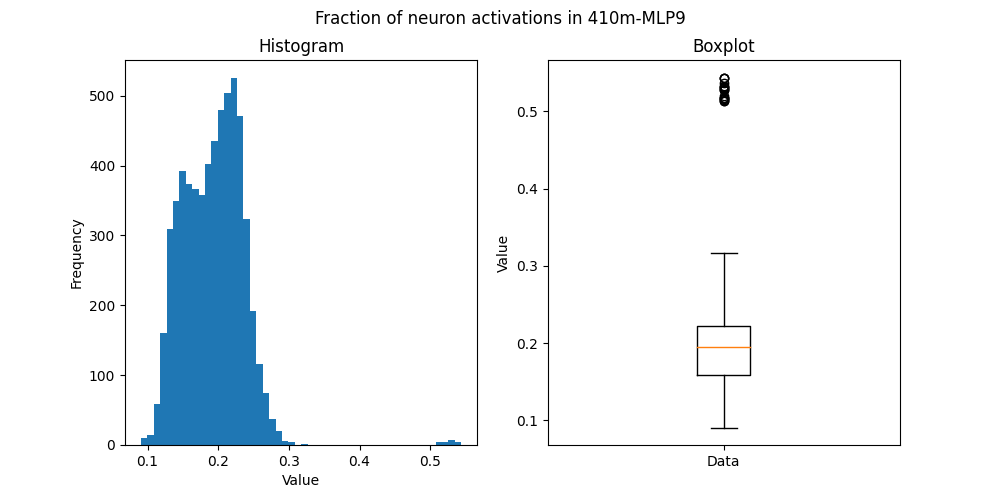 Fraction of neuron activations in 410m-MLP9
Histogram
Frequency
500
400
300
200
100
0
0.1 0.2 0.3 0.4 0.5
Value
Boxplot
Value
0.5
0.4
0.3
0.2
0.1
Data